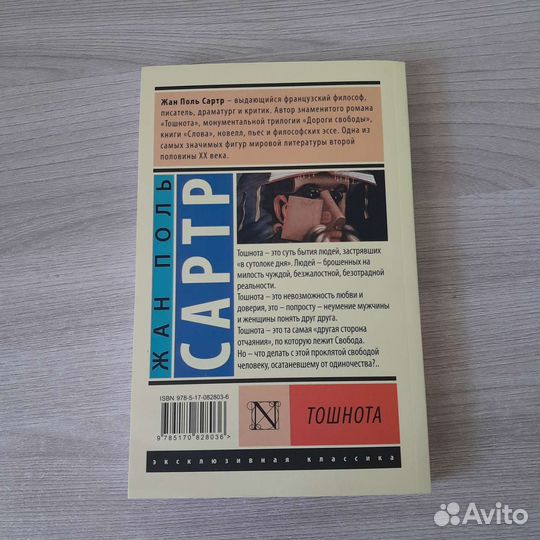 Жан Поль Сартр – выдающийся французский философ,
писатель, драматург и критик. Автор знаменитого романа
«Тошнота», монументальной трилогии «Дороги свободы»,
книги «Слова», новелл, пьес и философских эссе. Одна из
самых значимых фигур мировой литературы второй
половины XX века.
ЖАН ПОЛЬ
САРТР
Тошнота – это суть бытия людей, застрявших
«в сутолоке дня». Людей – брошенных на
милость чуждой, безжалостной, безотрадной
реальности.
Тошнота – это невозможность любви и
доверия, это – попросту – неумение мужчины
и женщины понять друг друга.
Тошнота – это та самая «другая сторона
отчаяния», по которую лежит Свобода.
Но – что делать с этой проклятой свободой
человеку, осатаневшему от одиночества?..
ISBN 978-5-17-082803-6
9 785170 828036 >
N
ТОШНОТА
эксклюзивная классика
Avito